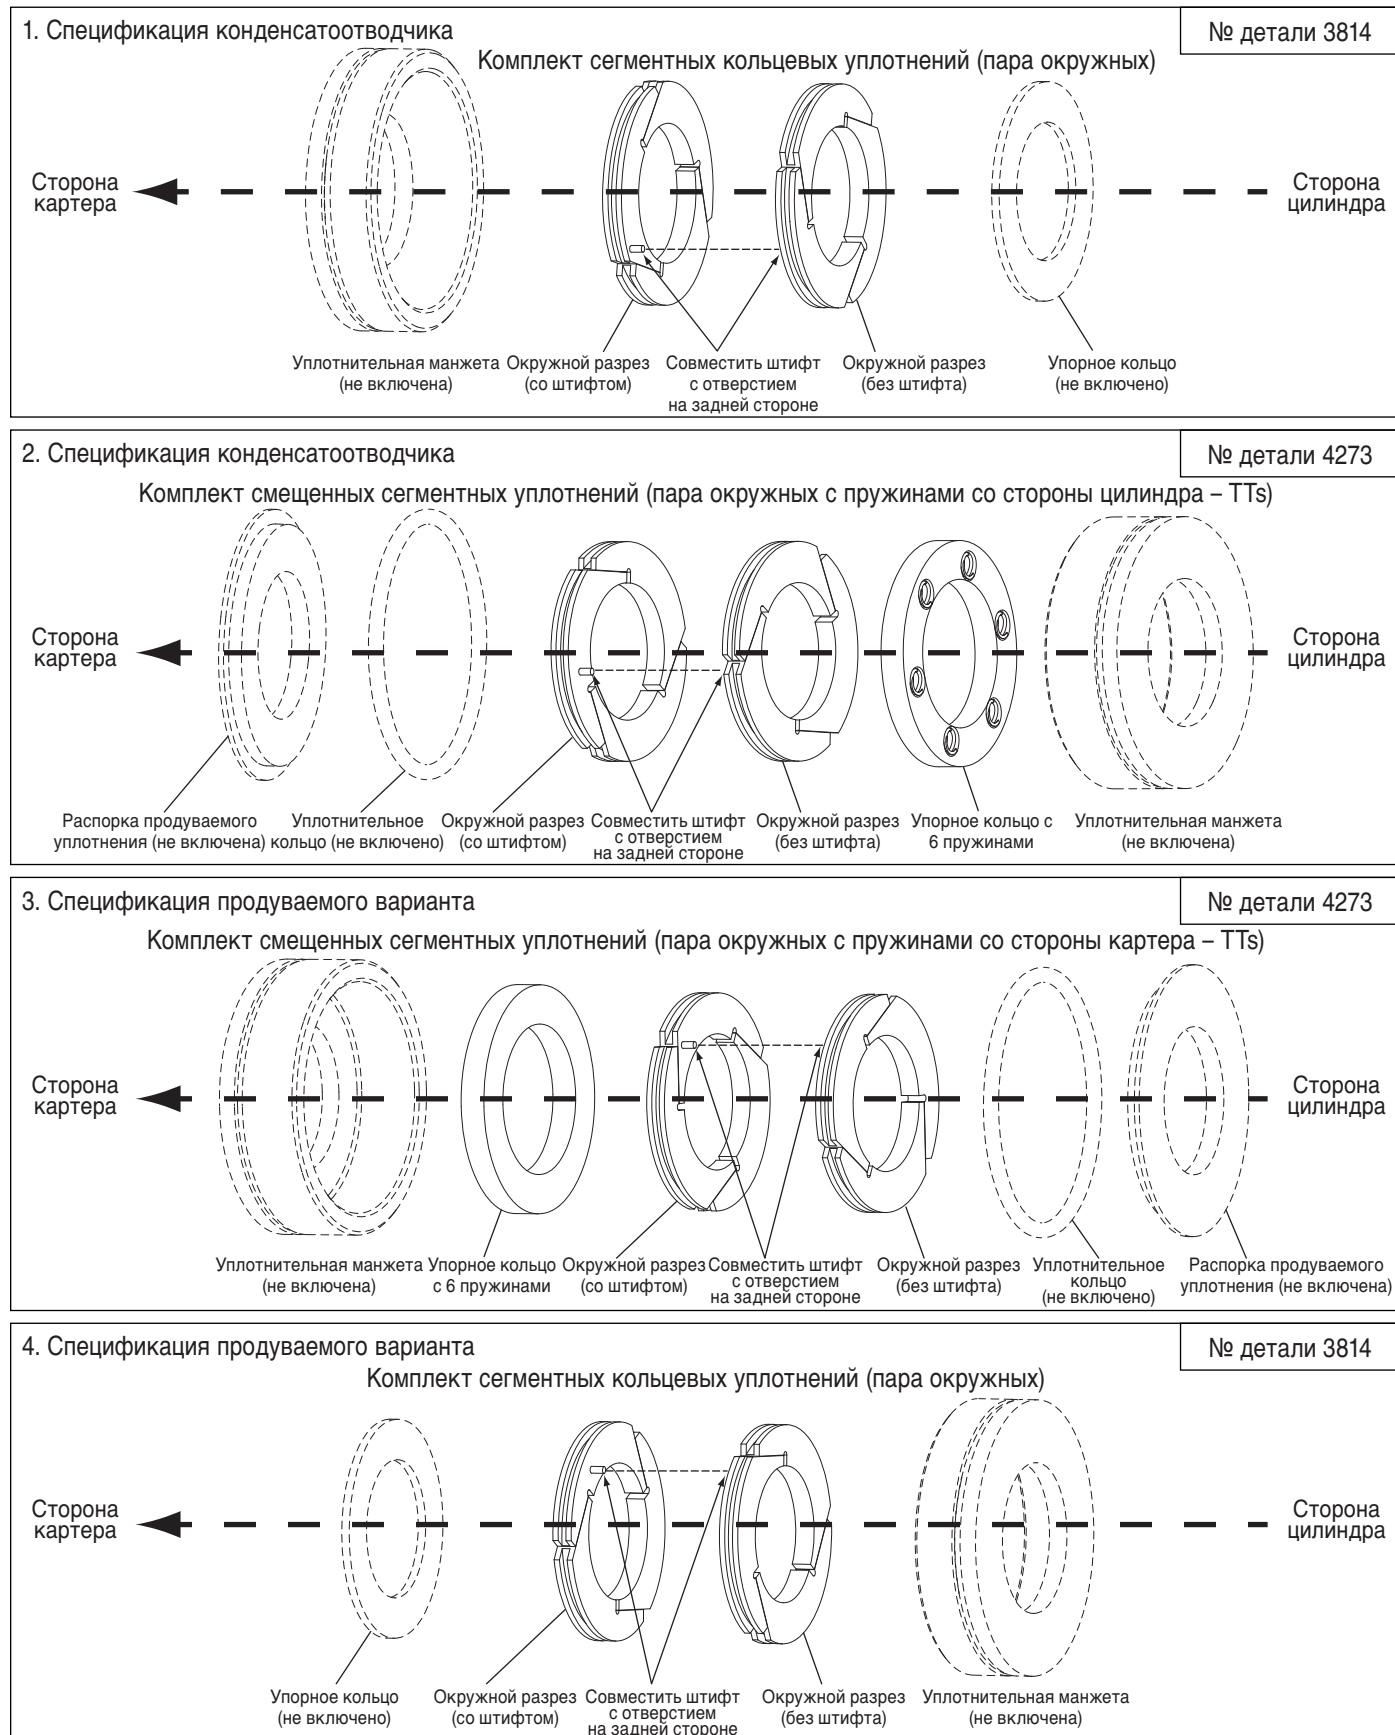 1. Спецификация конденсатоотводчика
№ детали 3814
Комплект сегментных кольцевых уплотнений (пара окружных)
Сторона
картера
Сторона
цилиндра
Уплотнительная манжета
(не включена)
Окружной разрез
(со штифтом)
Совместить штифт
с отверстием
на задней стороне
Окружной разрез
(без штифта)
Упорное кольцо
(не включено)
2. Спецификация конденсатоотводчика
№ детали 4273
Комплект смещенных сегментных уплотнений (пара окружных с пружинами со стороны цилиндра – TTs)
Сторона
картера
Сторона
цилиндра
Распорка продуваемого
уплотнения (не включена)
Уплотнительное
кольцо (не включено)
Окружной разрез
(со штифтом)
Совместить штифт
с отверстием
на задней стороне
Окружной разрез
(без штифта)
Упорное кольцо с
6 пружинами
Уплотнительная манжета
(не включена)
3. Спецификация продуваемого варианта
№ детали 4273
Комплект смещенных сегментных уплотнений (пара окружных с пружинами со стороны картера – TTs)
Сторона
картера
Сторона
цилиндра
Уплотнительная манжета
(не включена)
Упорное кольцо
с 6 пружинами
Окружной разрез
(со штифтом)
Совместить штифт
с отверстием
на задней стороне
Окружной разрез
(без штифта)
Уплотнительное
кольцо
(не включено)
Распорка продуваемого
уплотнения (не включена)
4. Спецификация продуваемого варианта
№ детали 3814
Комплект сегментных кольцевых уплотнений (пара окружных)
Сторона
картера
Сторона
цилиндра
Упорное кольцо
(не включено)
Окружной разрез
(со штифтом)
Совместить штифт
с отверстием
на задней стороне
Окружной разрез
(без штифта)
Уплотнительная манжета
(не включена)